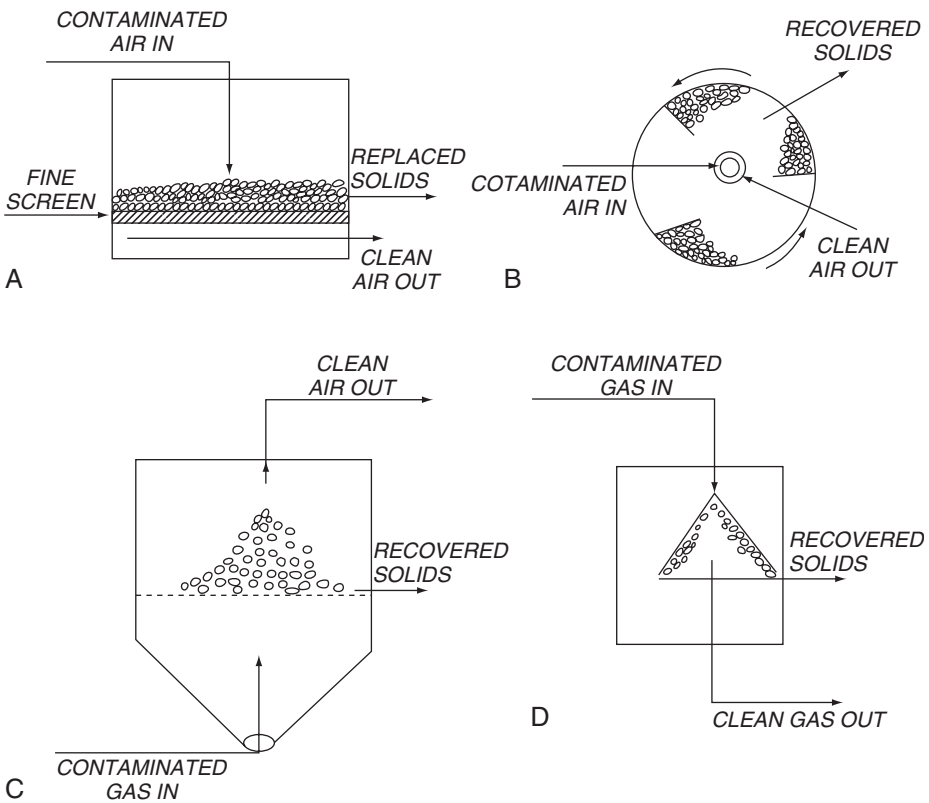 CONTAMINATED
AIR IN
FINE
SCREEN
REPLACED
SOLIDS
CLEAN
AIR OUT
A
RECOVERED
SOLIDS
COTAMINATED
AIR IN
CLEAN
AIR OUT
B
CLEAN
AIR OUT
RECOVERED
SOLIDS
CONTAMINATED
GAS IN
C
CONTAMINATED
GAS IN
RECOVERED
SOLIDS
CLEAN GAS OUT
D